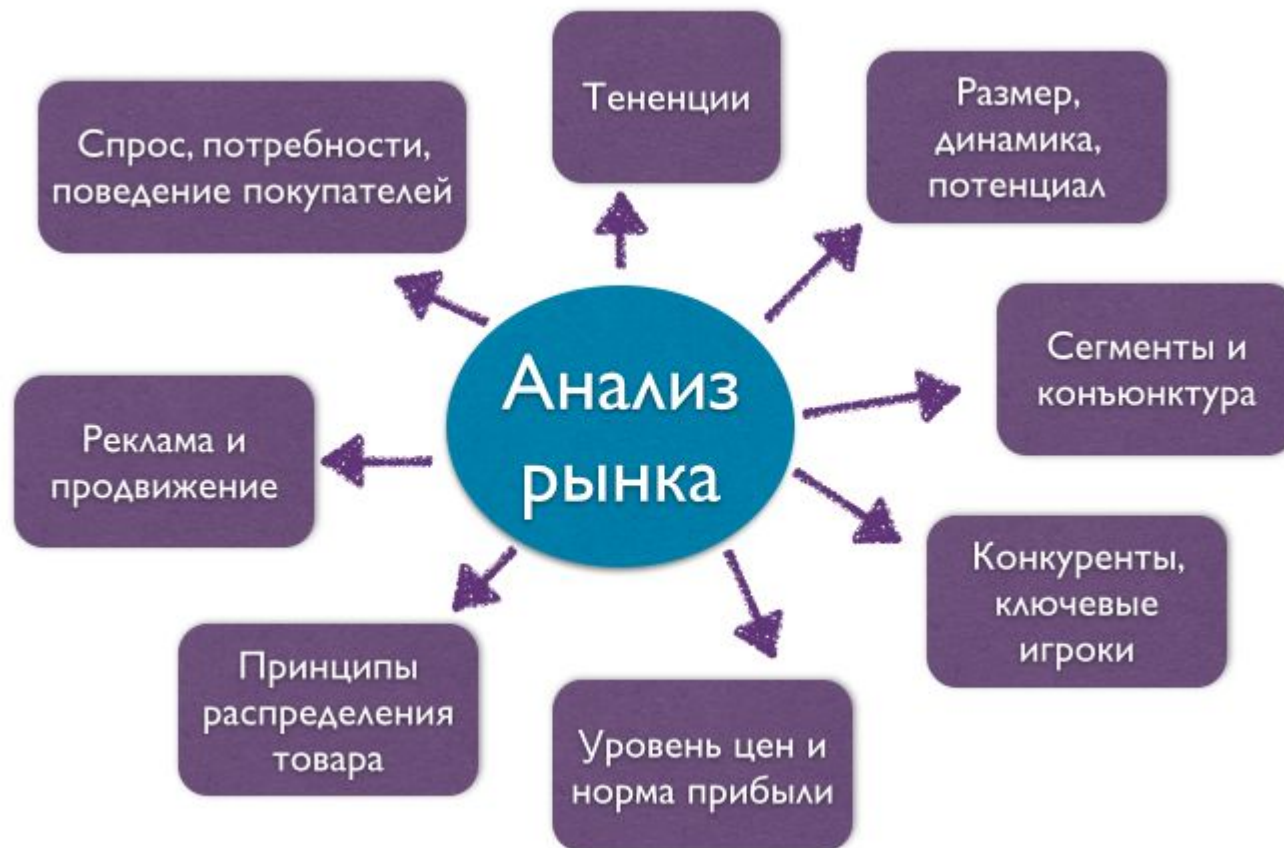 Тененции
Размер,
динамика,
потенциал
Спрос, потребности,
поведение покупателей
Анализ
рынка
Сегменты и
конъюнктура
Реклама и
продвижение
Конкуренты,
ключевые
игроки
Принципы
распределения
товара
Уровень цен и
норма прибыли